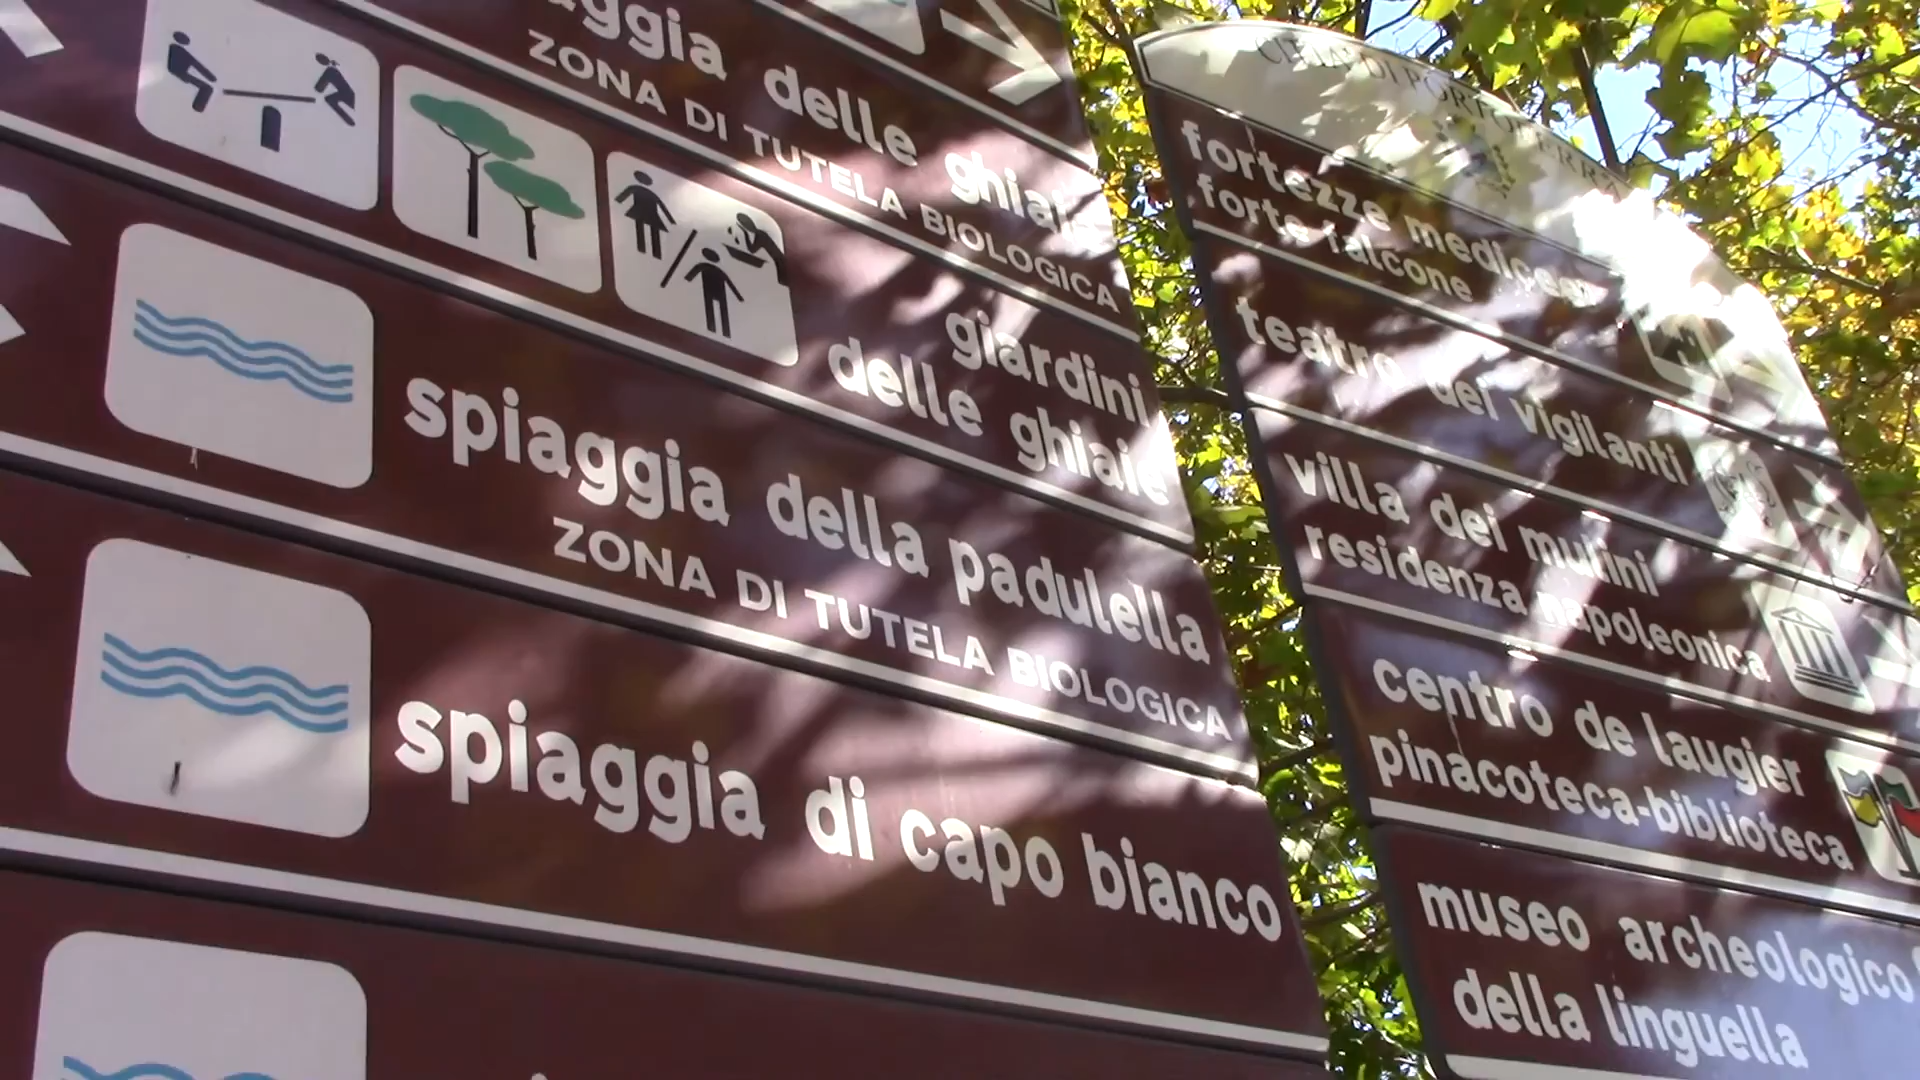 delle ghiaie
ZONA DI TUTELA BIOLOGICA
giardini
delle ghiaie
spiaggia della padulella
ZONA DI TUTELA BIOLOGICA
spiaggia di capo bianco
fortezze medicee
forte falcone
teatro dei vigilanti
villa dei mulini
residenza napoleonica
centro de laugier
pinacoteca-biblioteca
museo archeologico
della linguella